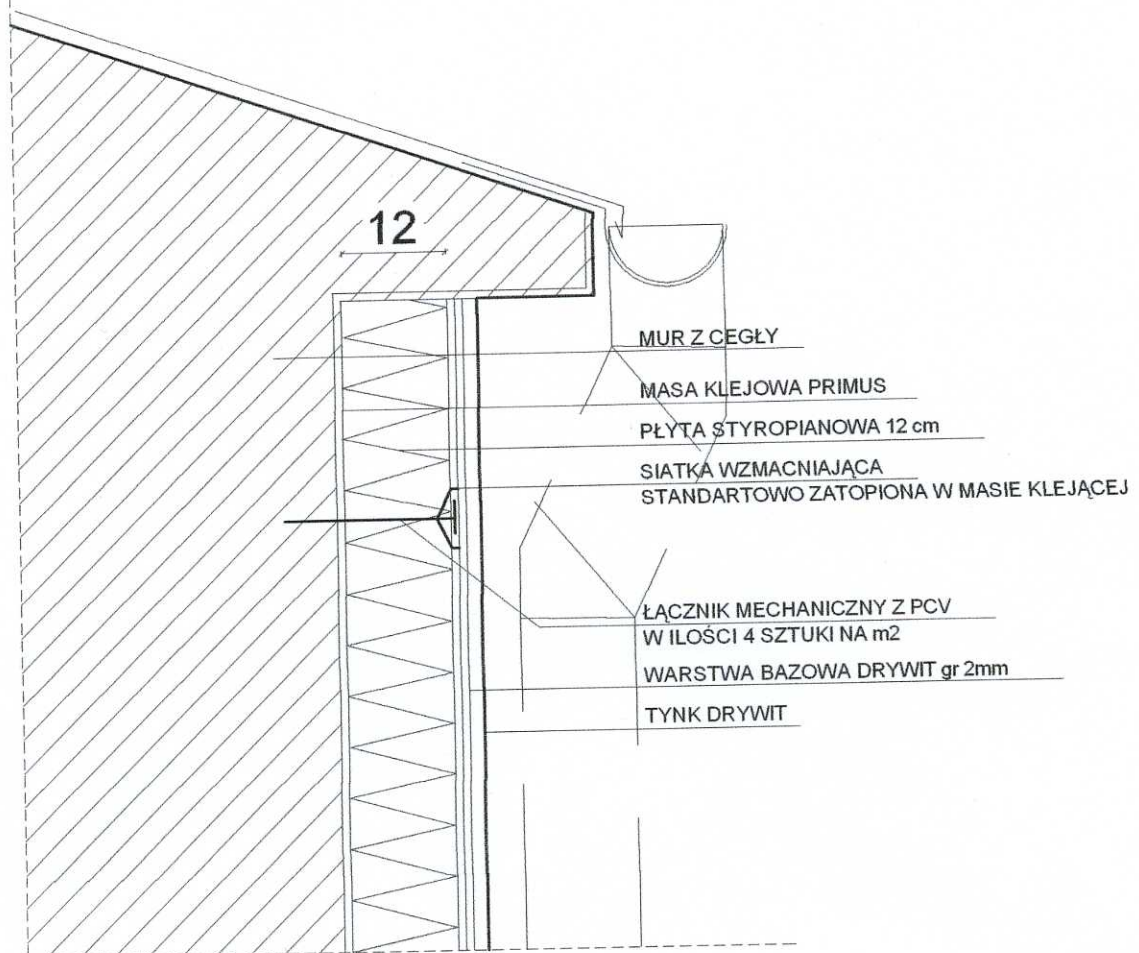 12
MUR Z CEGŁY
MASA KLEJOWA PRIMUS
PŁYTA STYROPIANOWA 12 cm
SIATKA WZMACNIAJĄCA
STANDARTOWO ZATOPIONA W MASIE KLEJĄCEJ
ŁĄCZNIK MECHANICZNY Z PCV
W ILOŚCI 4 SZTUKI NA m2
WARSTWA BAZOWA DRYWIT gr 2mm
TYNK DRYWIT